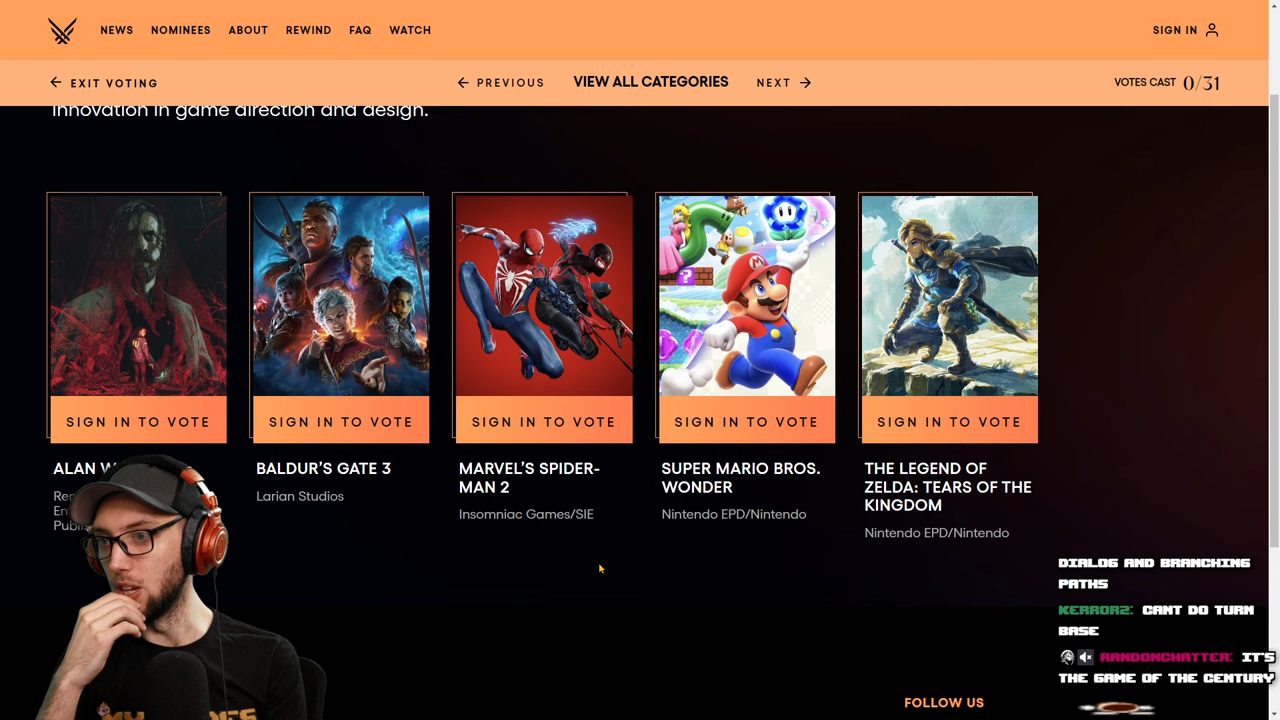 NEWS NOMINEES ABOUT REWIND FAQ WATCH SIGN IN
EXIT VOTING PREVIOUS VIEW ALL CATEGORIES NEXT VOTES CAST 0/31
innovation in game direction and design.
SIGN IN TO VOTE SIGN IN TO VOTE SIGN IN TO VOTE SIGN IN TO VOTE SIGN IN TO VOTE
ALAN
BALDUR'S GATE 3
Larian Studios
MARVEL'S SPIDER-
MAN 2
Insomniac Games/SIE
SUPER MARIO BROS.
WONDER
Nintendo EPD/Nintendo
THE LEGEND OF
ZELDA: TEARS OF THE
KINGDOM
Nintendo EPD/Nintendo
DIALOG AND BRANCHING
PATHS
KERROR2: CANT DO TURN
BASE
RANDONCHATTER: IT'S
THE GAME OF THE CENTURY
FOLLOW US